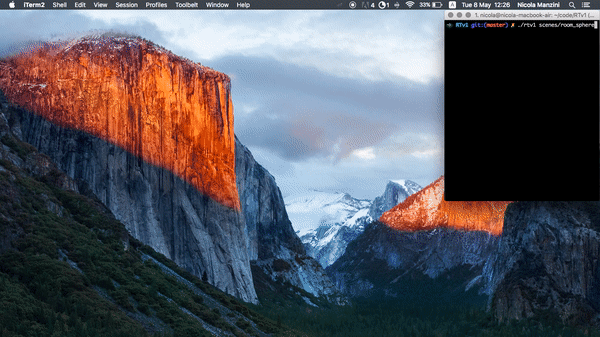 iTerm2 Shell Edit View Session Profiles Toolbelt Window Help 4 1 33% Tue 8 May 12:26 Nicola Manzini
1. nicola@nicola-macbook-air: ~/code/RTv1 (...
RTv1 git:(master) ✗ ./rtv1 scenes/room_sphere